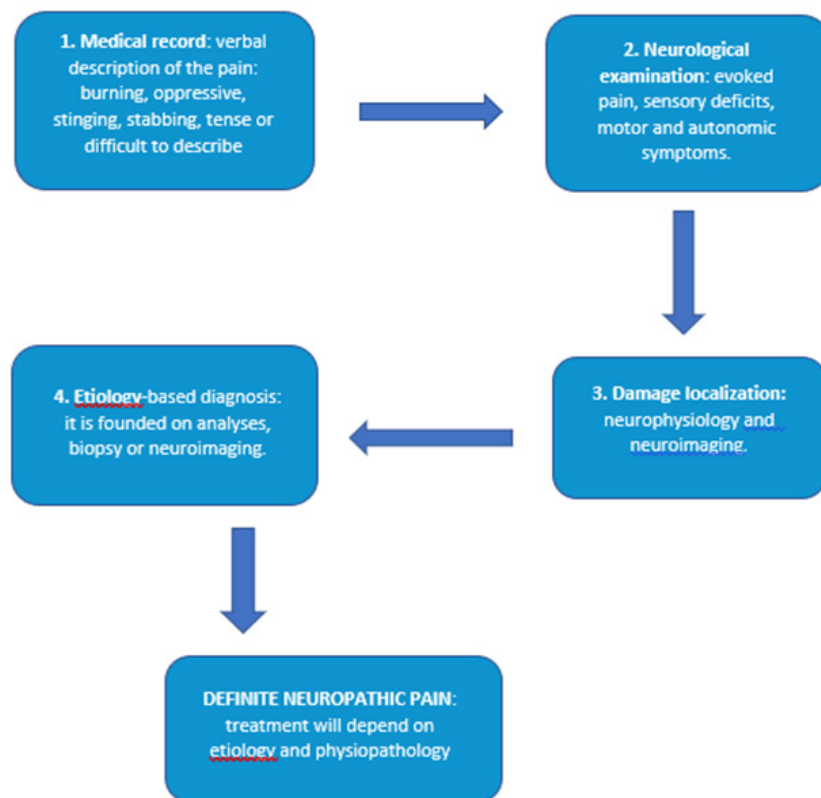 1. Medical record: verbal
description of the pain:
burning, oppressive,
stinging, stabbing, tense or
difficult to describe
2. Neurological
examination: evoked
pain, sensory deficits,
motor and autonomic
symptoms.
3. Damage localization:
neurophysiology and
neuroimaging.
4. Etiology-based diagnosis:
it is founded on analyses,
biopsy or neuroimaging.
DEFINITE NEUROPATHIC PAIN:
treatment will depend on
etiology and physiopathology